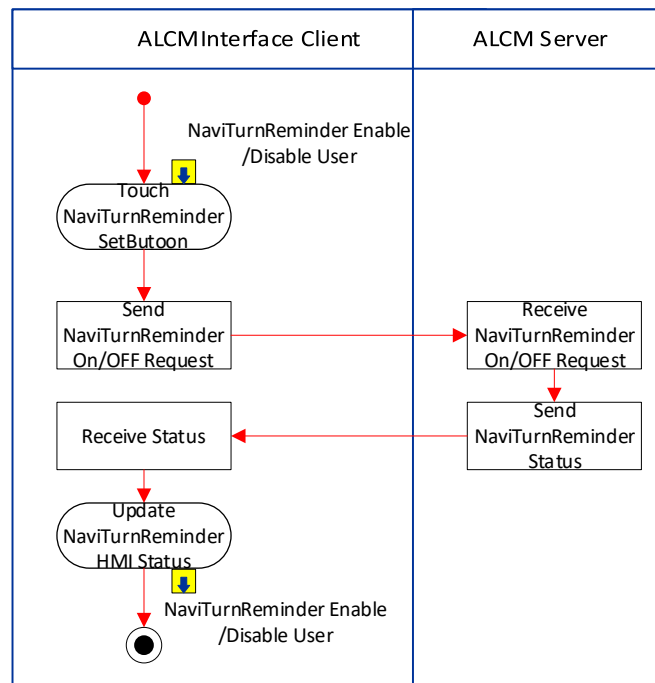 ALCMInterface Client
ALCM Server
NaviTurnReminder Enable
/Disable User
Touch
NaviTurnReminder
SetButoon
Send
NaviTurnReminder
On/OFF Request
Receive
NaviTurnReminder
On/OFF Request
Receive Status
Send
NaviTurnReminder
Status
Update
NaviTurnReminder
HMI Status
NaviTurnReminder Enable
/Disable User